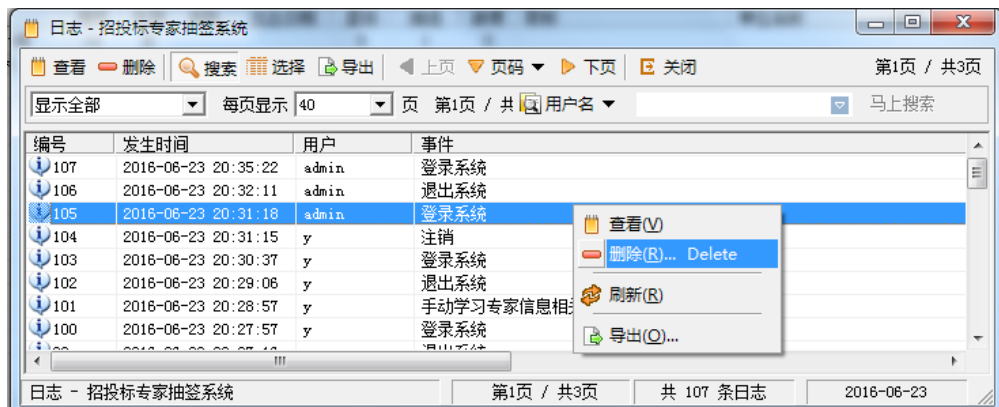 日志 - 招投标专家抽签系统
查看 删除 搜索 选择 导出 上页 页码 下页 关闭 第1页 / 共3页
显示全部 每页显示 40 页 第1页 / 共 用户名 马上搜索
编号 发生时间 用户 事件
107 2016-06-23 20:35:22 admin 登录系统
106 2016-06-23 20:32:11 admin 退出系统
105 2016-06-23 20:31:18 admin 登录系统
104 2016-06-23 20:31:15 y 注销
103 2016-06-23 20:30:37 y 登录系统
102 2016-06-23 20:29:06 y 退出系统
101 2016-06-23 20:28:57 y 手动学习专家信息相
100 2016-06-23 20:27:57 y 登录系统
查看(V)
删除(R)... Delete
刷新(R)
导出(O)...
日志 - 招投标专家抽签系统 第1页 / 共3页 共 107 条日志 2016-06-23